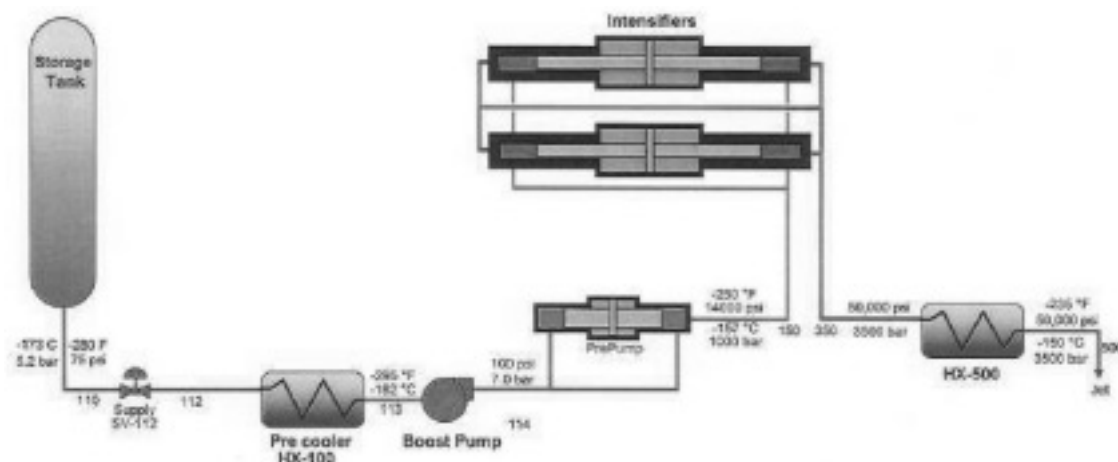 Intensifiers
Storage
Tank
-173 C
5.2 bar
-280 F
75 psi
110
Supply
SV-112
112
Pre cooler
HX-100
-295 °F
-182 °C
113
Boost Pump
100 psi
7.0 bar
114
PrePump
-250 °F
14000 psi
-157 °C
1000 bar
150
350
50,000 psi
3500 bar
HX-500
-235 °F
50,000 psi
-150 °C
3500 bar
Jet